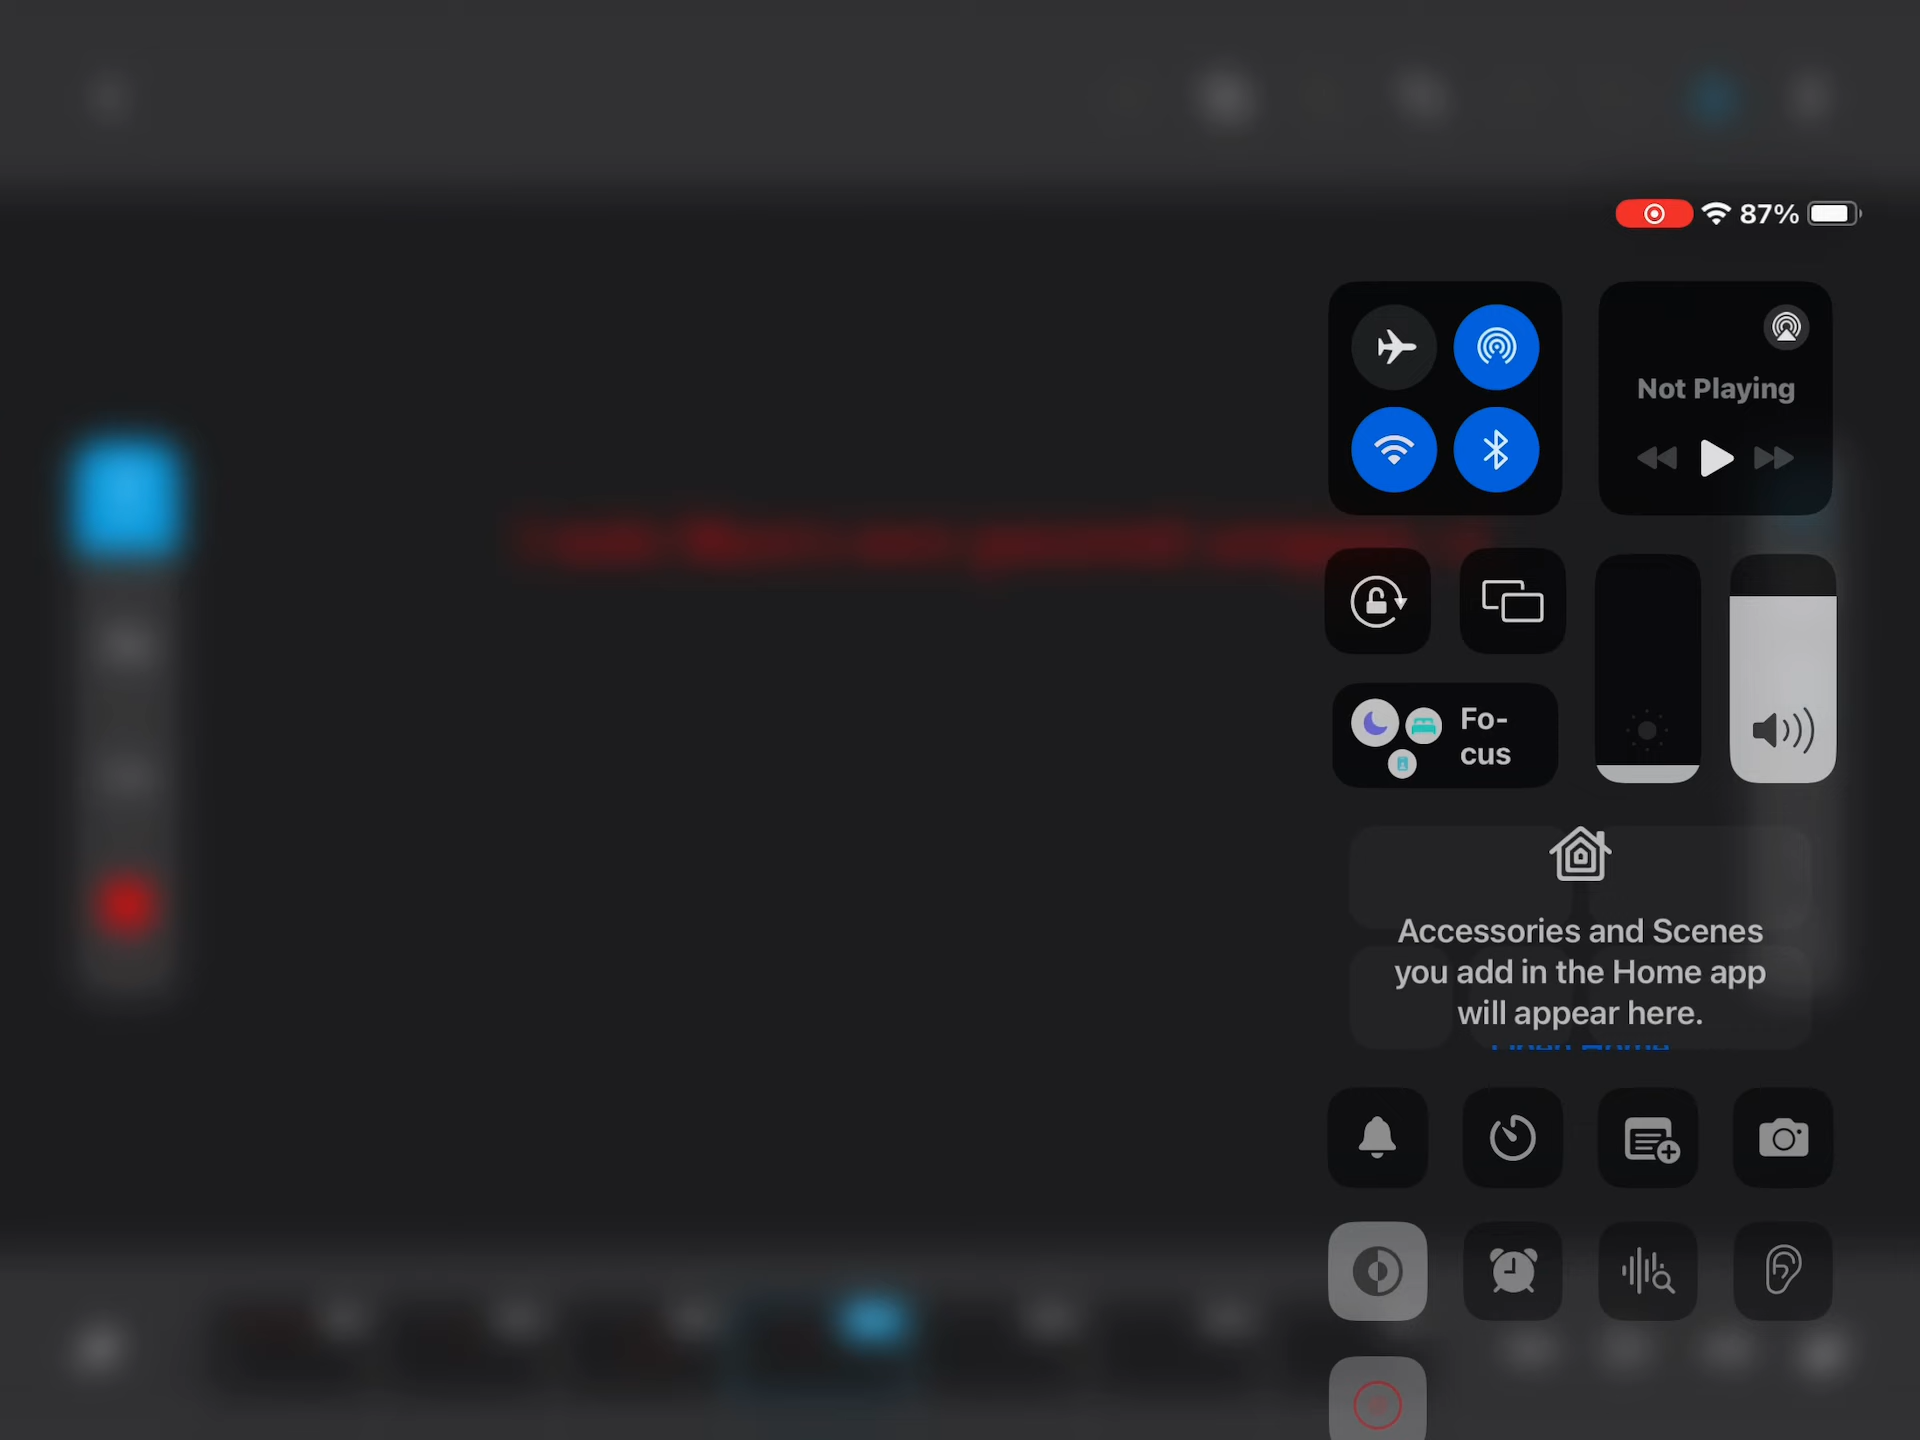 87%
Not Playing
Fo-
cus
Accessories and Scenes
you add in the Home app
will appear here.